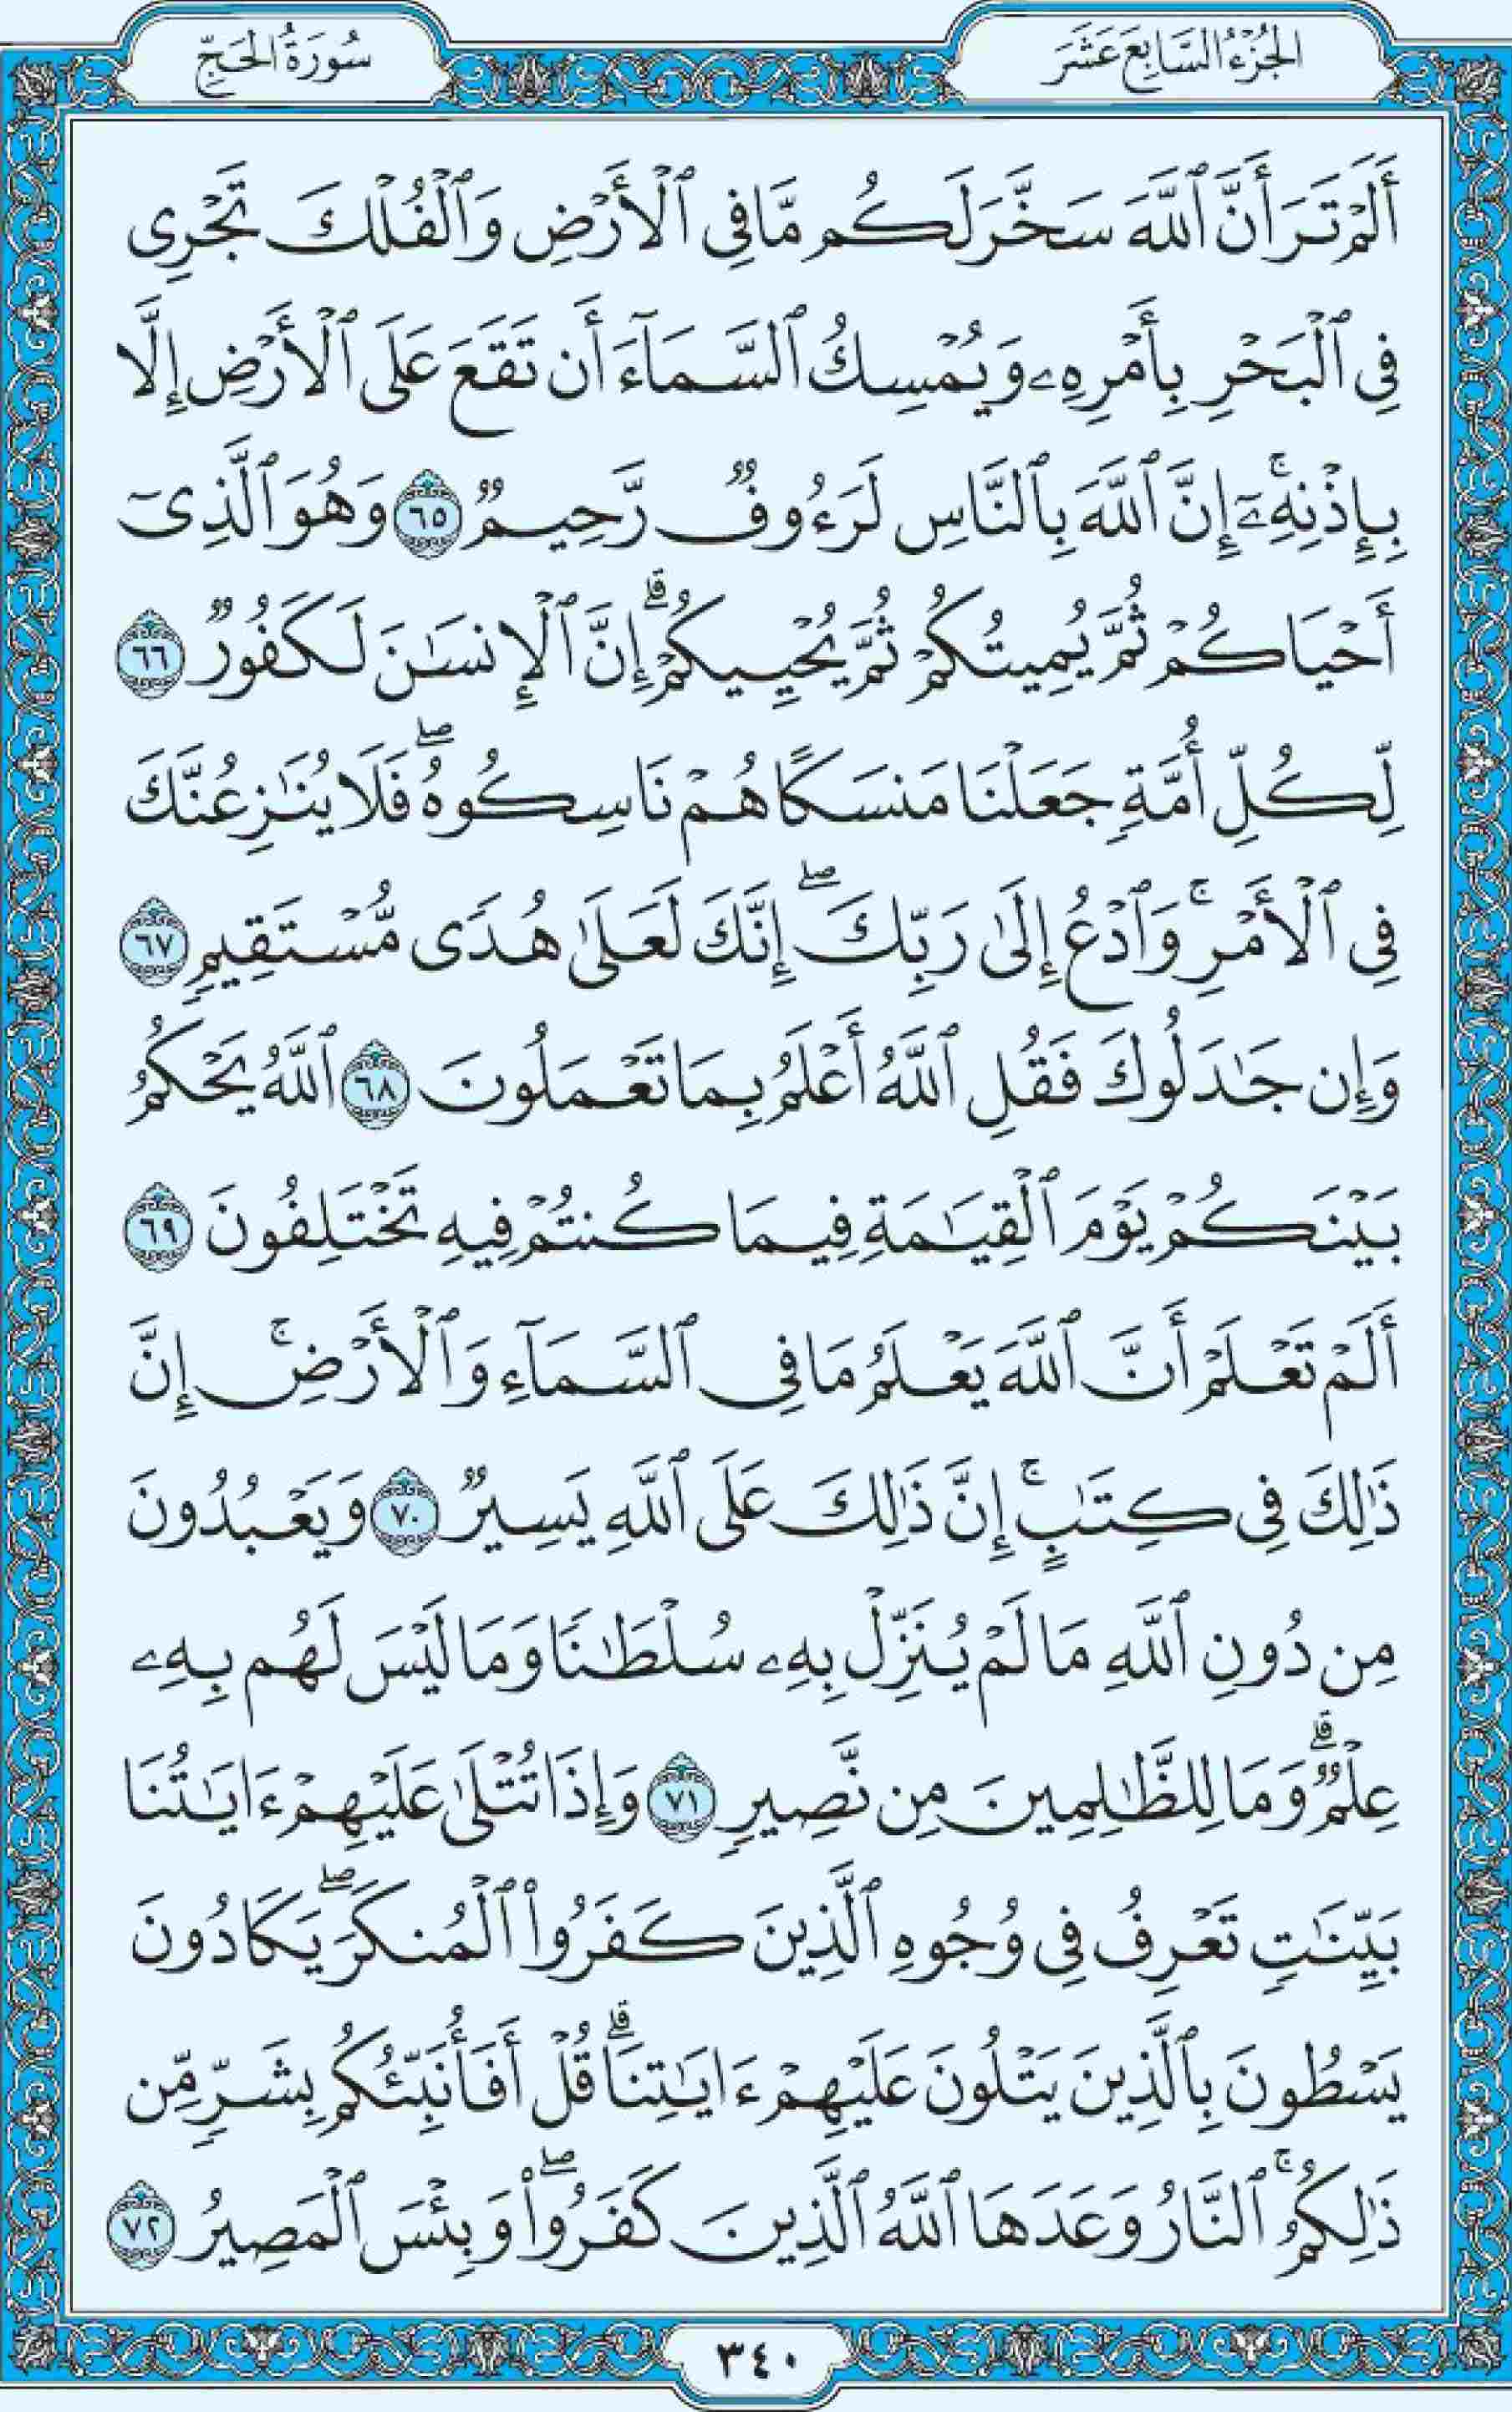 الجُزْءُ السَّابِعَ عَشَرَ
سُورَةُ الحَجِّ
أَلَمْ تَرَ أَنَّ ٱللَّهَ سَخَّرَ لَكُم مَّا فِى ٱلْأَرْضِ وَٱلْفُلْكَ تَجْرِى
فِى ٱلْبَحْرِ بِأَمْرِهِۦ وَيُمْسِكُ ٱلسَّمَآءَ أَن تَقَعَ عَلَى ٱلْأَرْضِ إِلَّا
بِإِذْنِهِۦٓ ۚ إِنَّ ٱللَّهَ بِٱلنَّاسِ لَرَءُوفٌ رَّحِيمٌ ٦٥ وَهُوَ ٱلَّذِىٓ
أَحْيَاكُمْ ثُمَّ يُمِيتُكُمْ ثُمَّ يُحْيِيكُمْ ۗ إِنَّ ٱلْإِنسَٰنَ لَكَفُورٌ ٦٦
لِّكُلِّ أُمَّةٍ جَعَلْنَا مَنسَكًا هُمْ نَاسِكُوهُ ۖ فَلَا يُنَٰزِعُنَّكَ
فِى ٱلْأَمْرِ ۚ وَٱدْعُ إِلَىٰ رَبِّكَ ۖ إِنَّكَ لَعَلَىٰ هُدًى مُّسْتَقِيمٍ ٦٧
وَإِن جَٰدَلُوكَ فَقُلِ ٱللَّهُ أَعْلَمُ بِمَا تَعْمَلُونَ ٦٨ ٱللَّهُ يَحْكُمُ
بَيْنَكُمْ يَوْمَ ٱلْقِيَٰمَةِ فِيمَا كُنتُمْ فِيهِ تَخْتَلِفُونَ ٦٩
أَلَمْ تَعْلَمْ أَنَّ ٱللَّهَ يَعْلَمُ مَا فِى ٱلسَّمَآءِ وَٱلْأَرْضِ ۚ إِنَّ
ذَٰلِكَ فِى كِتَٰبٍ ۚ إِنَّ ذَٰلِكَ عَلَى ٱللَّهِ يَسِيرٌ ٧٠ وَيَعْبُدُونَ
مِن دُونِ ٱللَّهِ مَا لَمْ يُنَزِّلْ بِهِۦ سُلْطَٰنًا وَمَا لَيْسَ لَهُم بِهِۦ
عِلْمٌ ۗ وَمَا لِلظَّٰلِمِينَ مِن نَّصِيرٍ ٧١ وَإِذَا تُتْلَىٰ عَلَيْهِمْ ءَايَٰتُنَا
بَيِّنَٰتٍ تَعْرِفُ فِى وُجُوهِ ٱلَّذِينَ كَفَرُوا۟ ٱلْمُنكَرَ ۖ يَكَادُونَ
يَسْطُونَ بِٱلَّذِينَ يَتْلُونَ عَلَيْهِمْ ءَايَٰتِنَا ۗ قُلْ أَفَأُنَبِّئُكُم بِشَرٍّ مِّن
ذَٰلِكُمُ ۚ ٱلنَّارُ وَعَدَهَا ٱللَّهُ ٱلَّذِينَ كَفَرُوا۟ ۖ وَبِئْسَ ٱلْمَصِيرُ ٧٢
٣٤٠